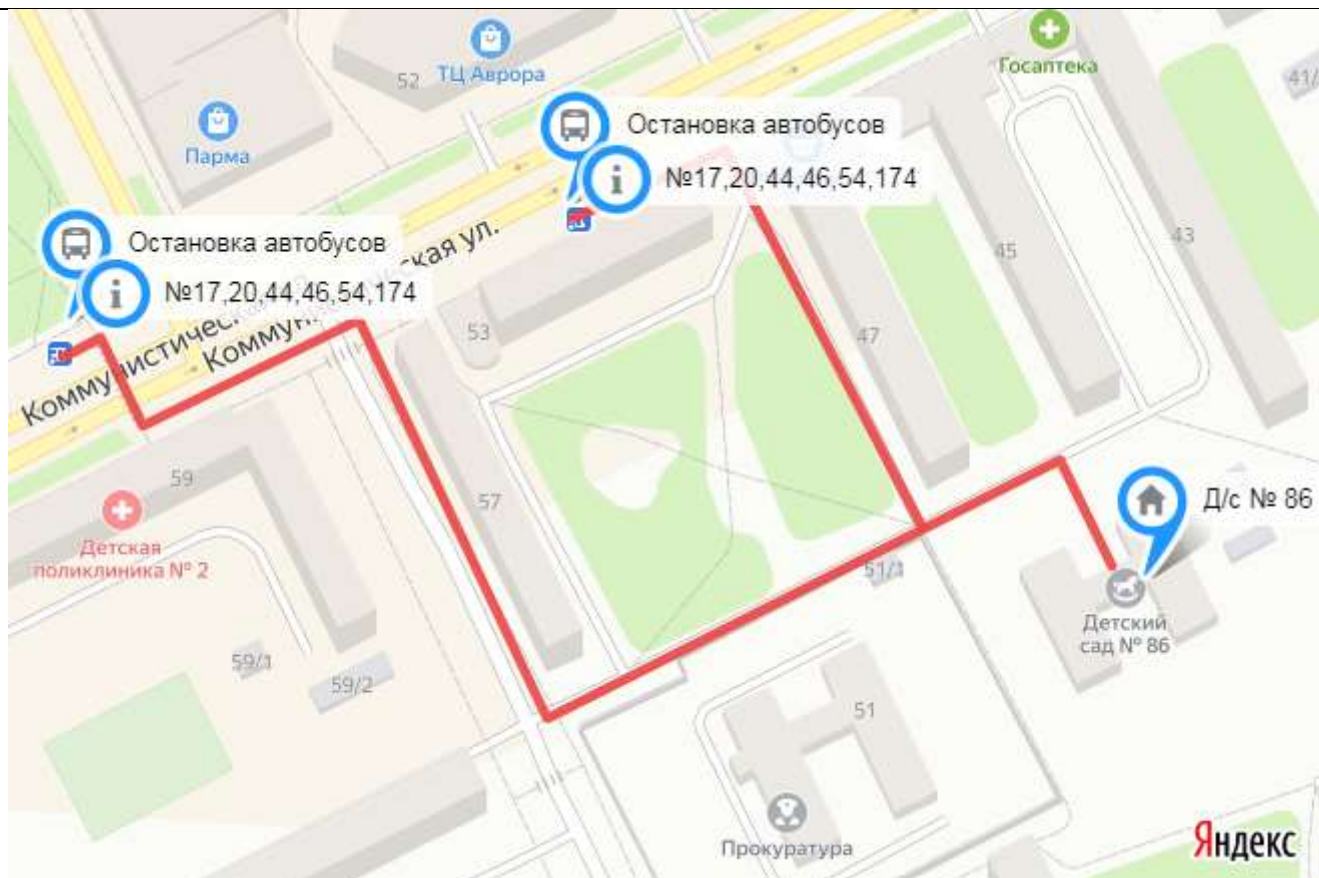 Госаптека
52
ТЦ Аврора
41/
Парма
Остановка автобусов
№17,20,44,46,54,174
Остановка автобусов
№17,20,44,46,54,174
Коммунистическая ул.
45
43
53
47
59
57
Д/с № 86
Детская
поликлиника № 2
51/1
Детский
сад № 86
59/1
59/2
51
Прокуратура
Яндекс